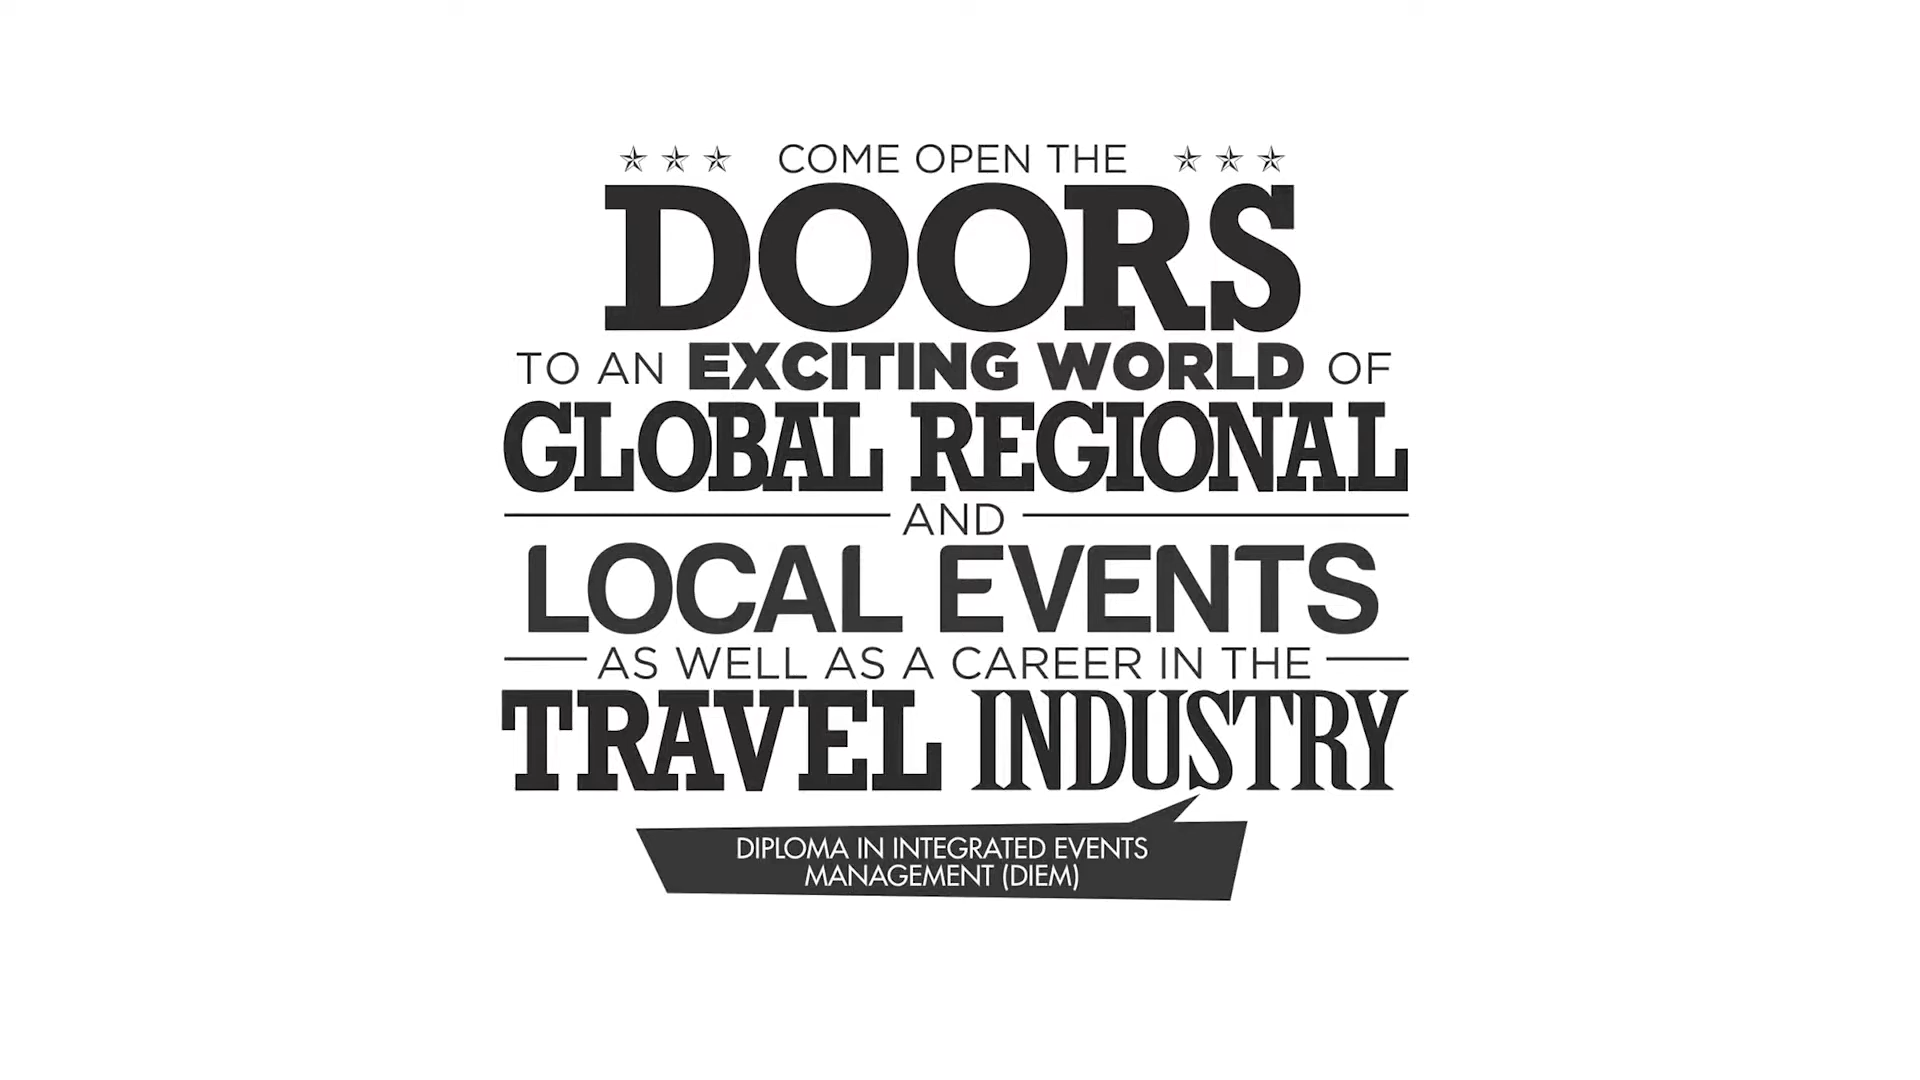 COME OPEN THE
DOORS
TO AN EXCITING WORLD OF
GLOBAL REGIONAL
AND
LOCAL EVENTS
AS WELL AS A CAREER IN THE
TRAVEL INDUSTRY
DIPLOMA IN INTEGRATED EVENTS
MANAGEMENT (DIEM)